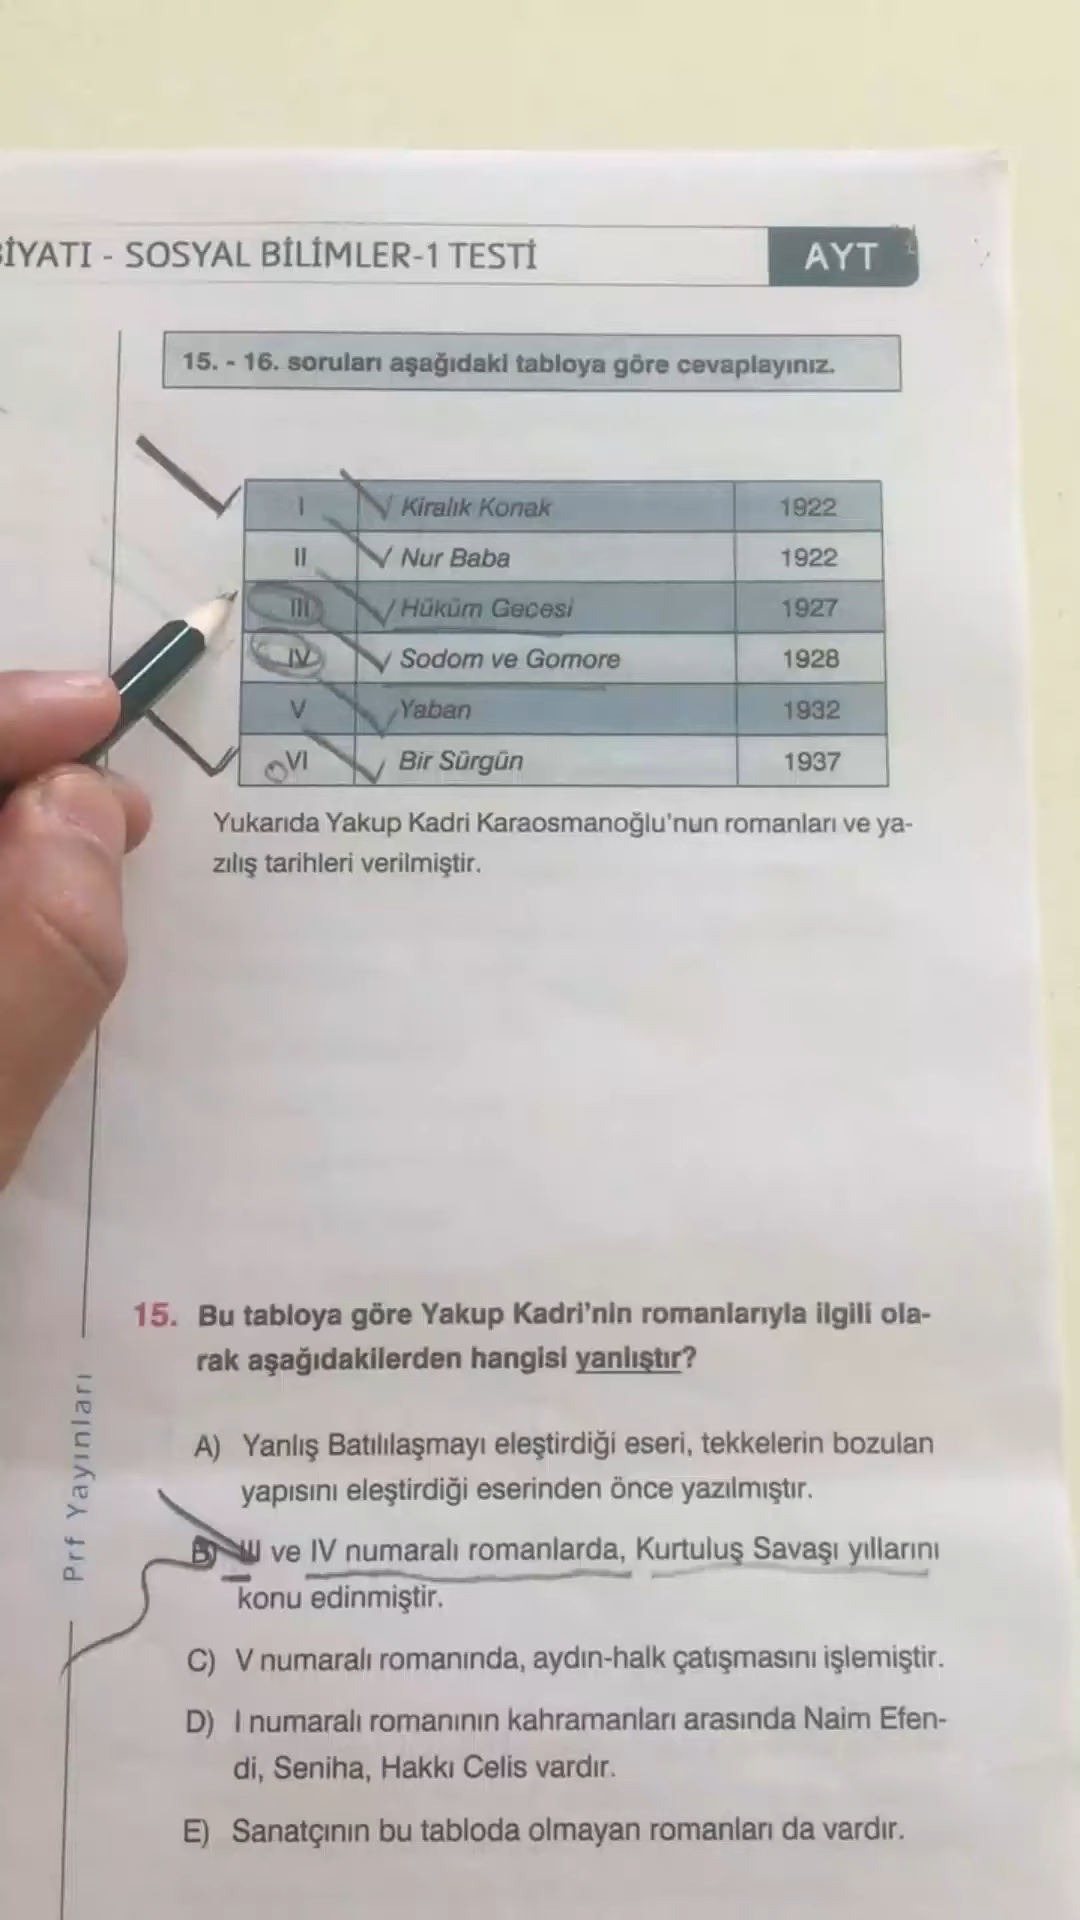 BİYATI - SOSYAL BİLİMLER-1 TESTİ AYT
15. - 16. soruları aşağıdaki tabloya göre cevaplayınız.
I Kiralık Konak 1922
II Nur Baba 1922
III Hüküm Gecesi 1927
IV Sodom ve Gomore 1928
V Yaban 1932
VI Bir Sürgün 1937
Yukarıda Yakup Kadri Karaosmanoğlu'nun romanları ve ya-
zılış tarihleri verilmiştir.
15. Bu tabloya göre Yakup Kadri'nin romanlarıyla ilgili ola-
rak aşağıdakilerden hangisi yanlıştır?
A) Yanlış Batılılaşmayı eleştirdiği eseri, tekkelerin bozulan
yapısını eleştirdiği eserinden önce yazılmıştır.
B) III ve IV numaralı romanlarda, Kurtuluş Savaşı yıllarını
konu edinmiştir.
C) V numaralı romanında, aydın-halk çatışmasını işlemiştir.
D) I numaralı romanının kahramanları arasında Naim Efen-
di, Seniha, Hakkı Celis vardır.
E) Sanatçının bu tabloda olmayan romanları da vardır.
Prf Yayınları